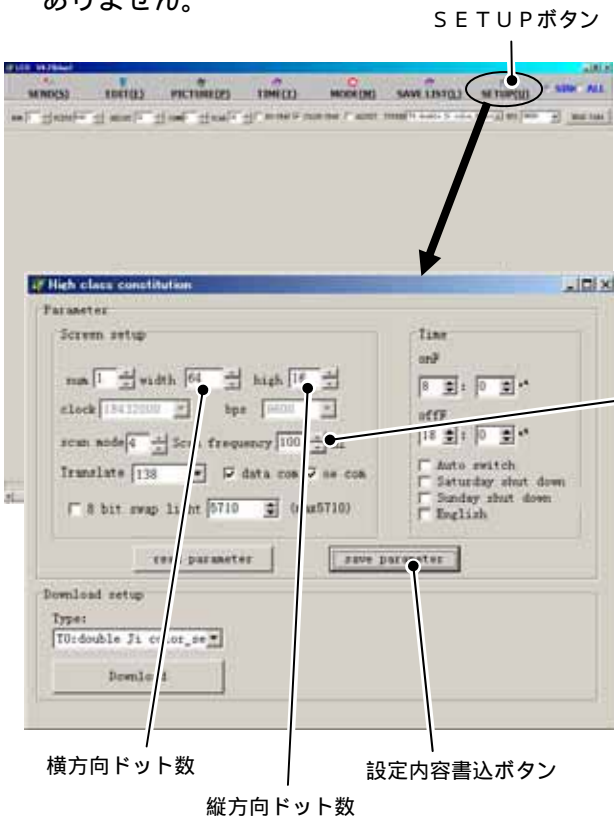 ありません。
ＳＥＴＵＰボタン
SEND(S) EDIT(E) PICTURE(P) TIME(I) MODE(M) SAVE LIST(L) SETUP(U) ALL
High class constitution
Parameter
Screen setup
num 1 width 64 high 16
clock 18432000 bps 9600
scan mode 4 Scan frequency 100
Translate 138 data com oe com
8 bit swap light 5710 (max5710)
Time
8 : 0
18 : 0
Auto switch
Saturday shut down
Sunday shut down
English
read parameter save parameter
Download setup
Type:
T0:double Ji color_se
Download
横方向ドット数
設定内容書込ボタン
縦方向ドット数